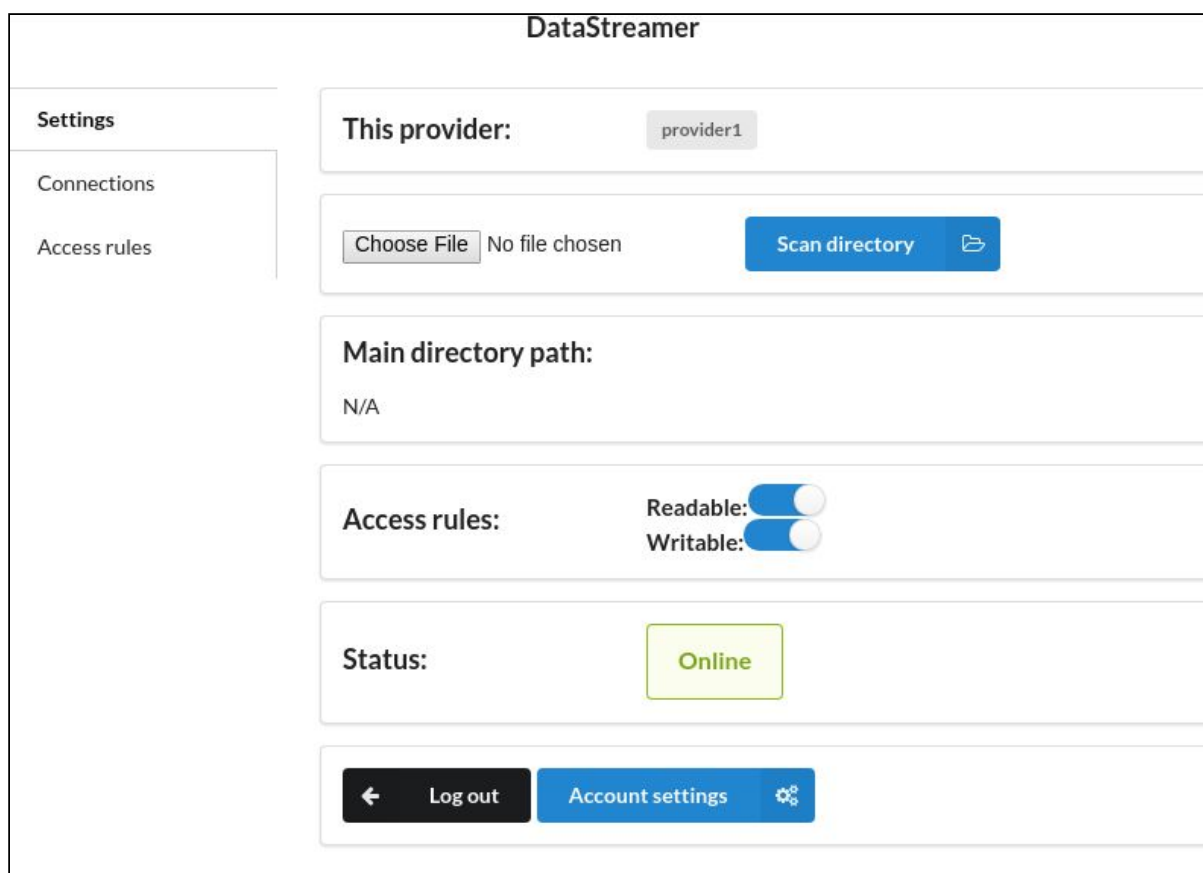 DataStreamer
Settings
Connections
Access rules
This provider: provider1
Choose File No file chosen Scan directory
Main directory path:
N/A
Access rules: Readable:
Writable:
Status: Online
Log out Account settings